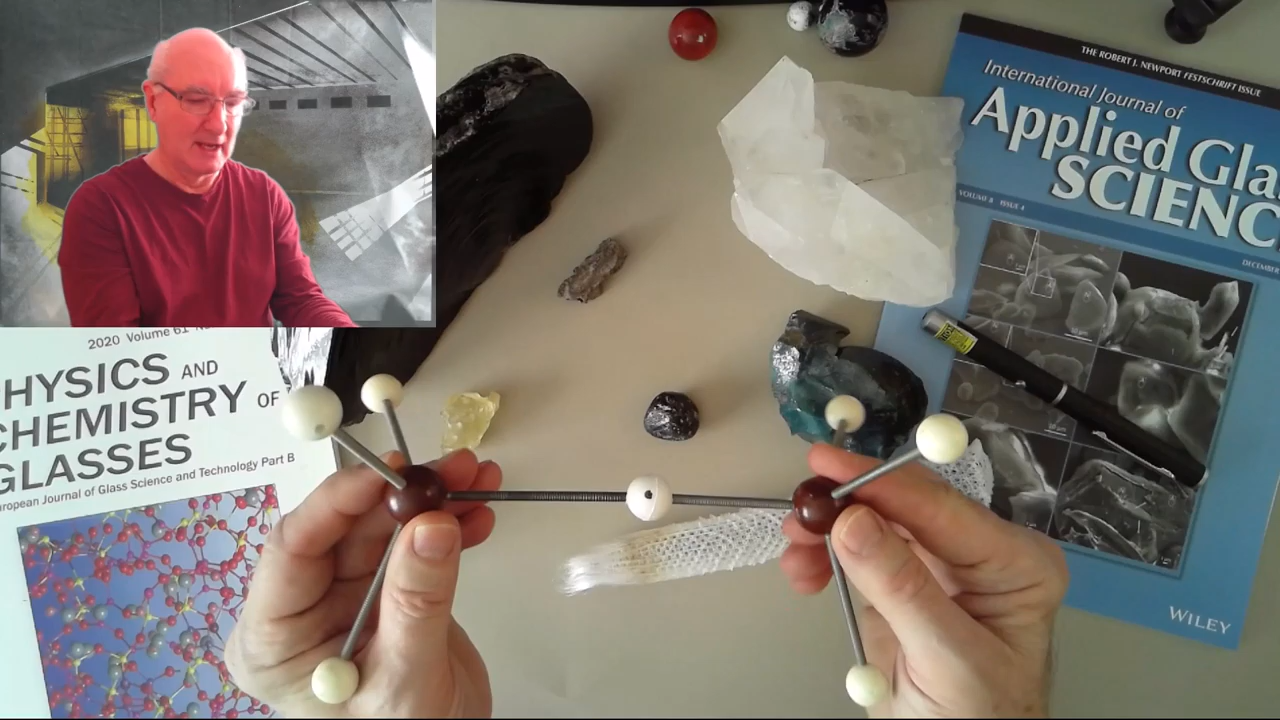 2020 Volume 61
HYSICS AND
CHEMISTRY OF
GLASSES
European Journal of Glass Science and Technology Part B
THE ROBERT J. NEWPORT FESTSCHRIFT ISSUE
International Journal of
Applied Gla
SCIENC
VOLUME 8 ISSUE 4
DECEMBER
WILEY